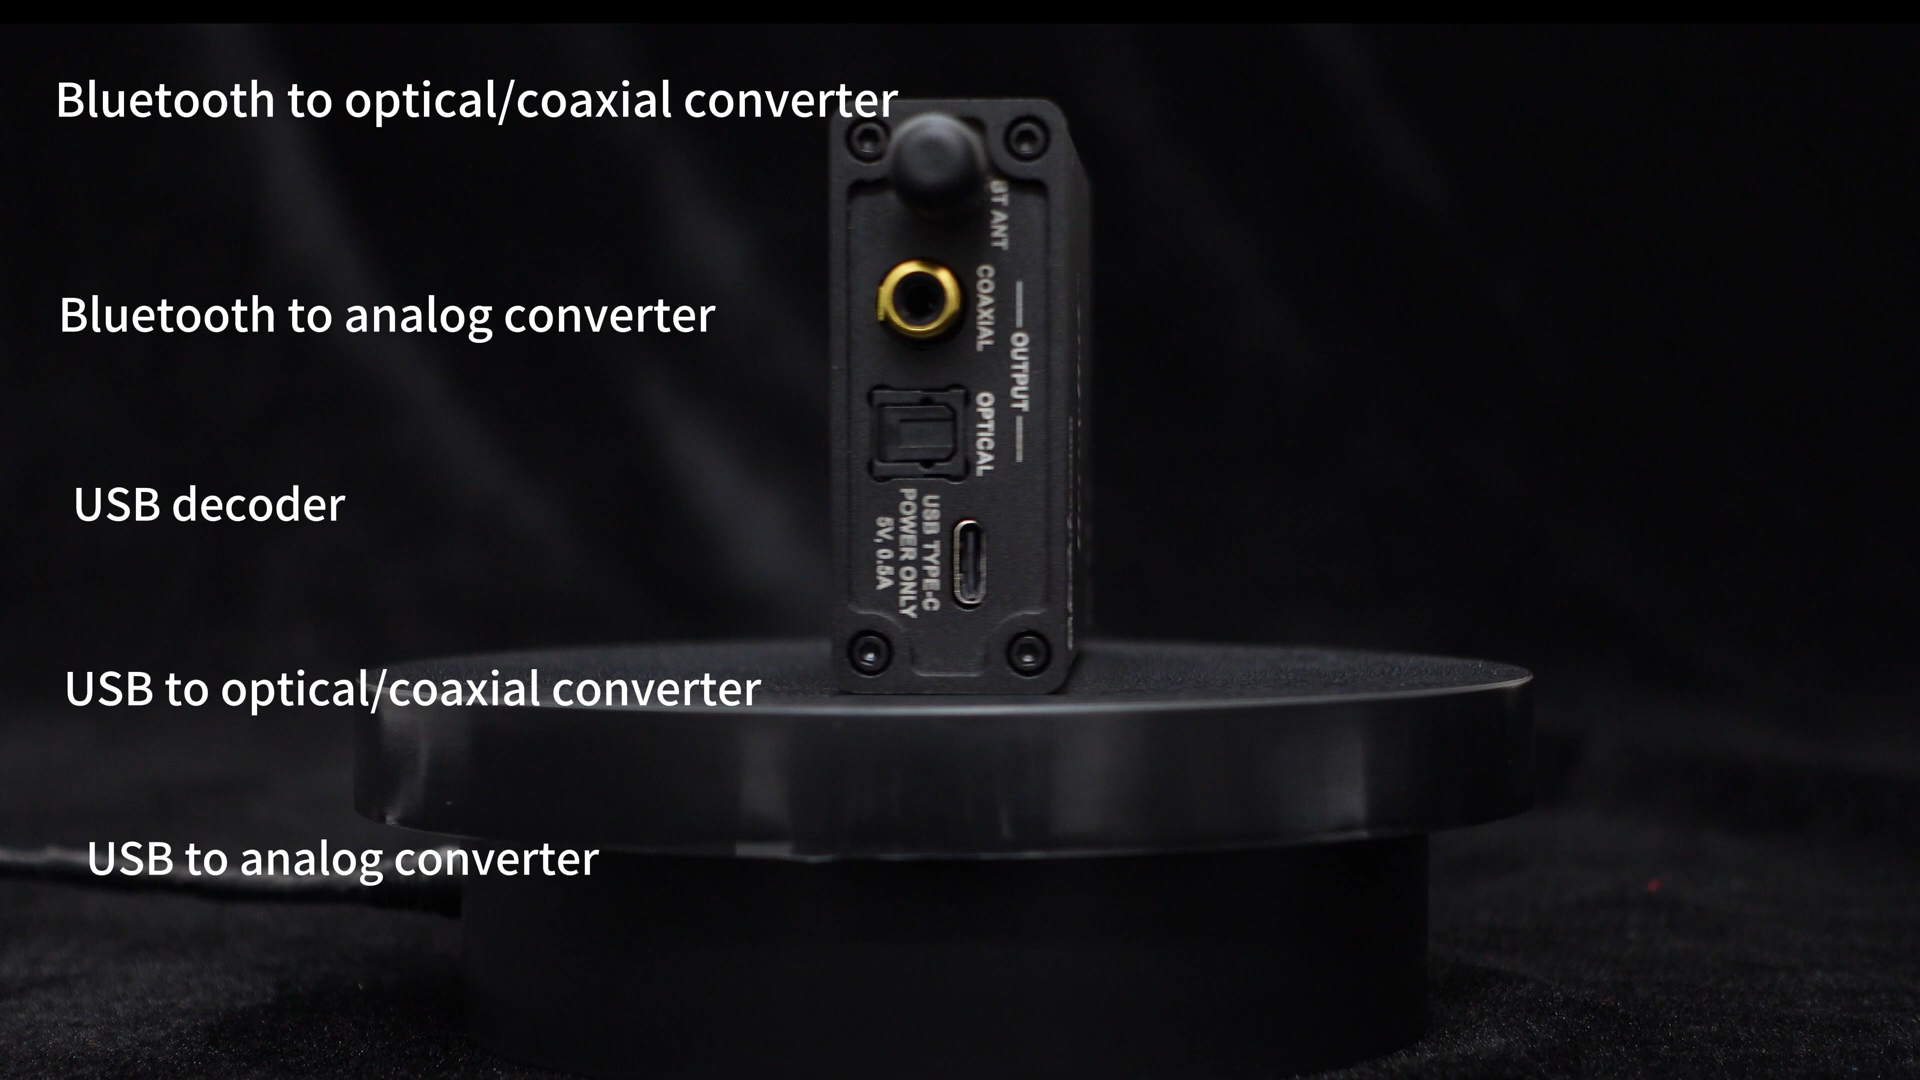 Bluetooth to optical/coaxial converter
Bluetooth to analog converter
USB decoder
USB to optical/coaxial converter
USB to analog converter
BT ANT
COAXIAL
OPTICAL
OUTPUT
USB TYPE-C
POWER ONLY
5V, 0.5A